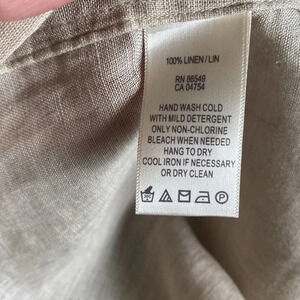 100% LINEN / LIN
RN 86549
CA 04754
HAND WASH COLD
WITH MILD DETERGENT
ONLY NON-CHLORINE
BLEACH WHEN NEEDED
HANG TO DRY
COOL IRON IF NECESSARY
OR DRY CLEAN
P